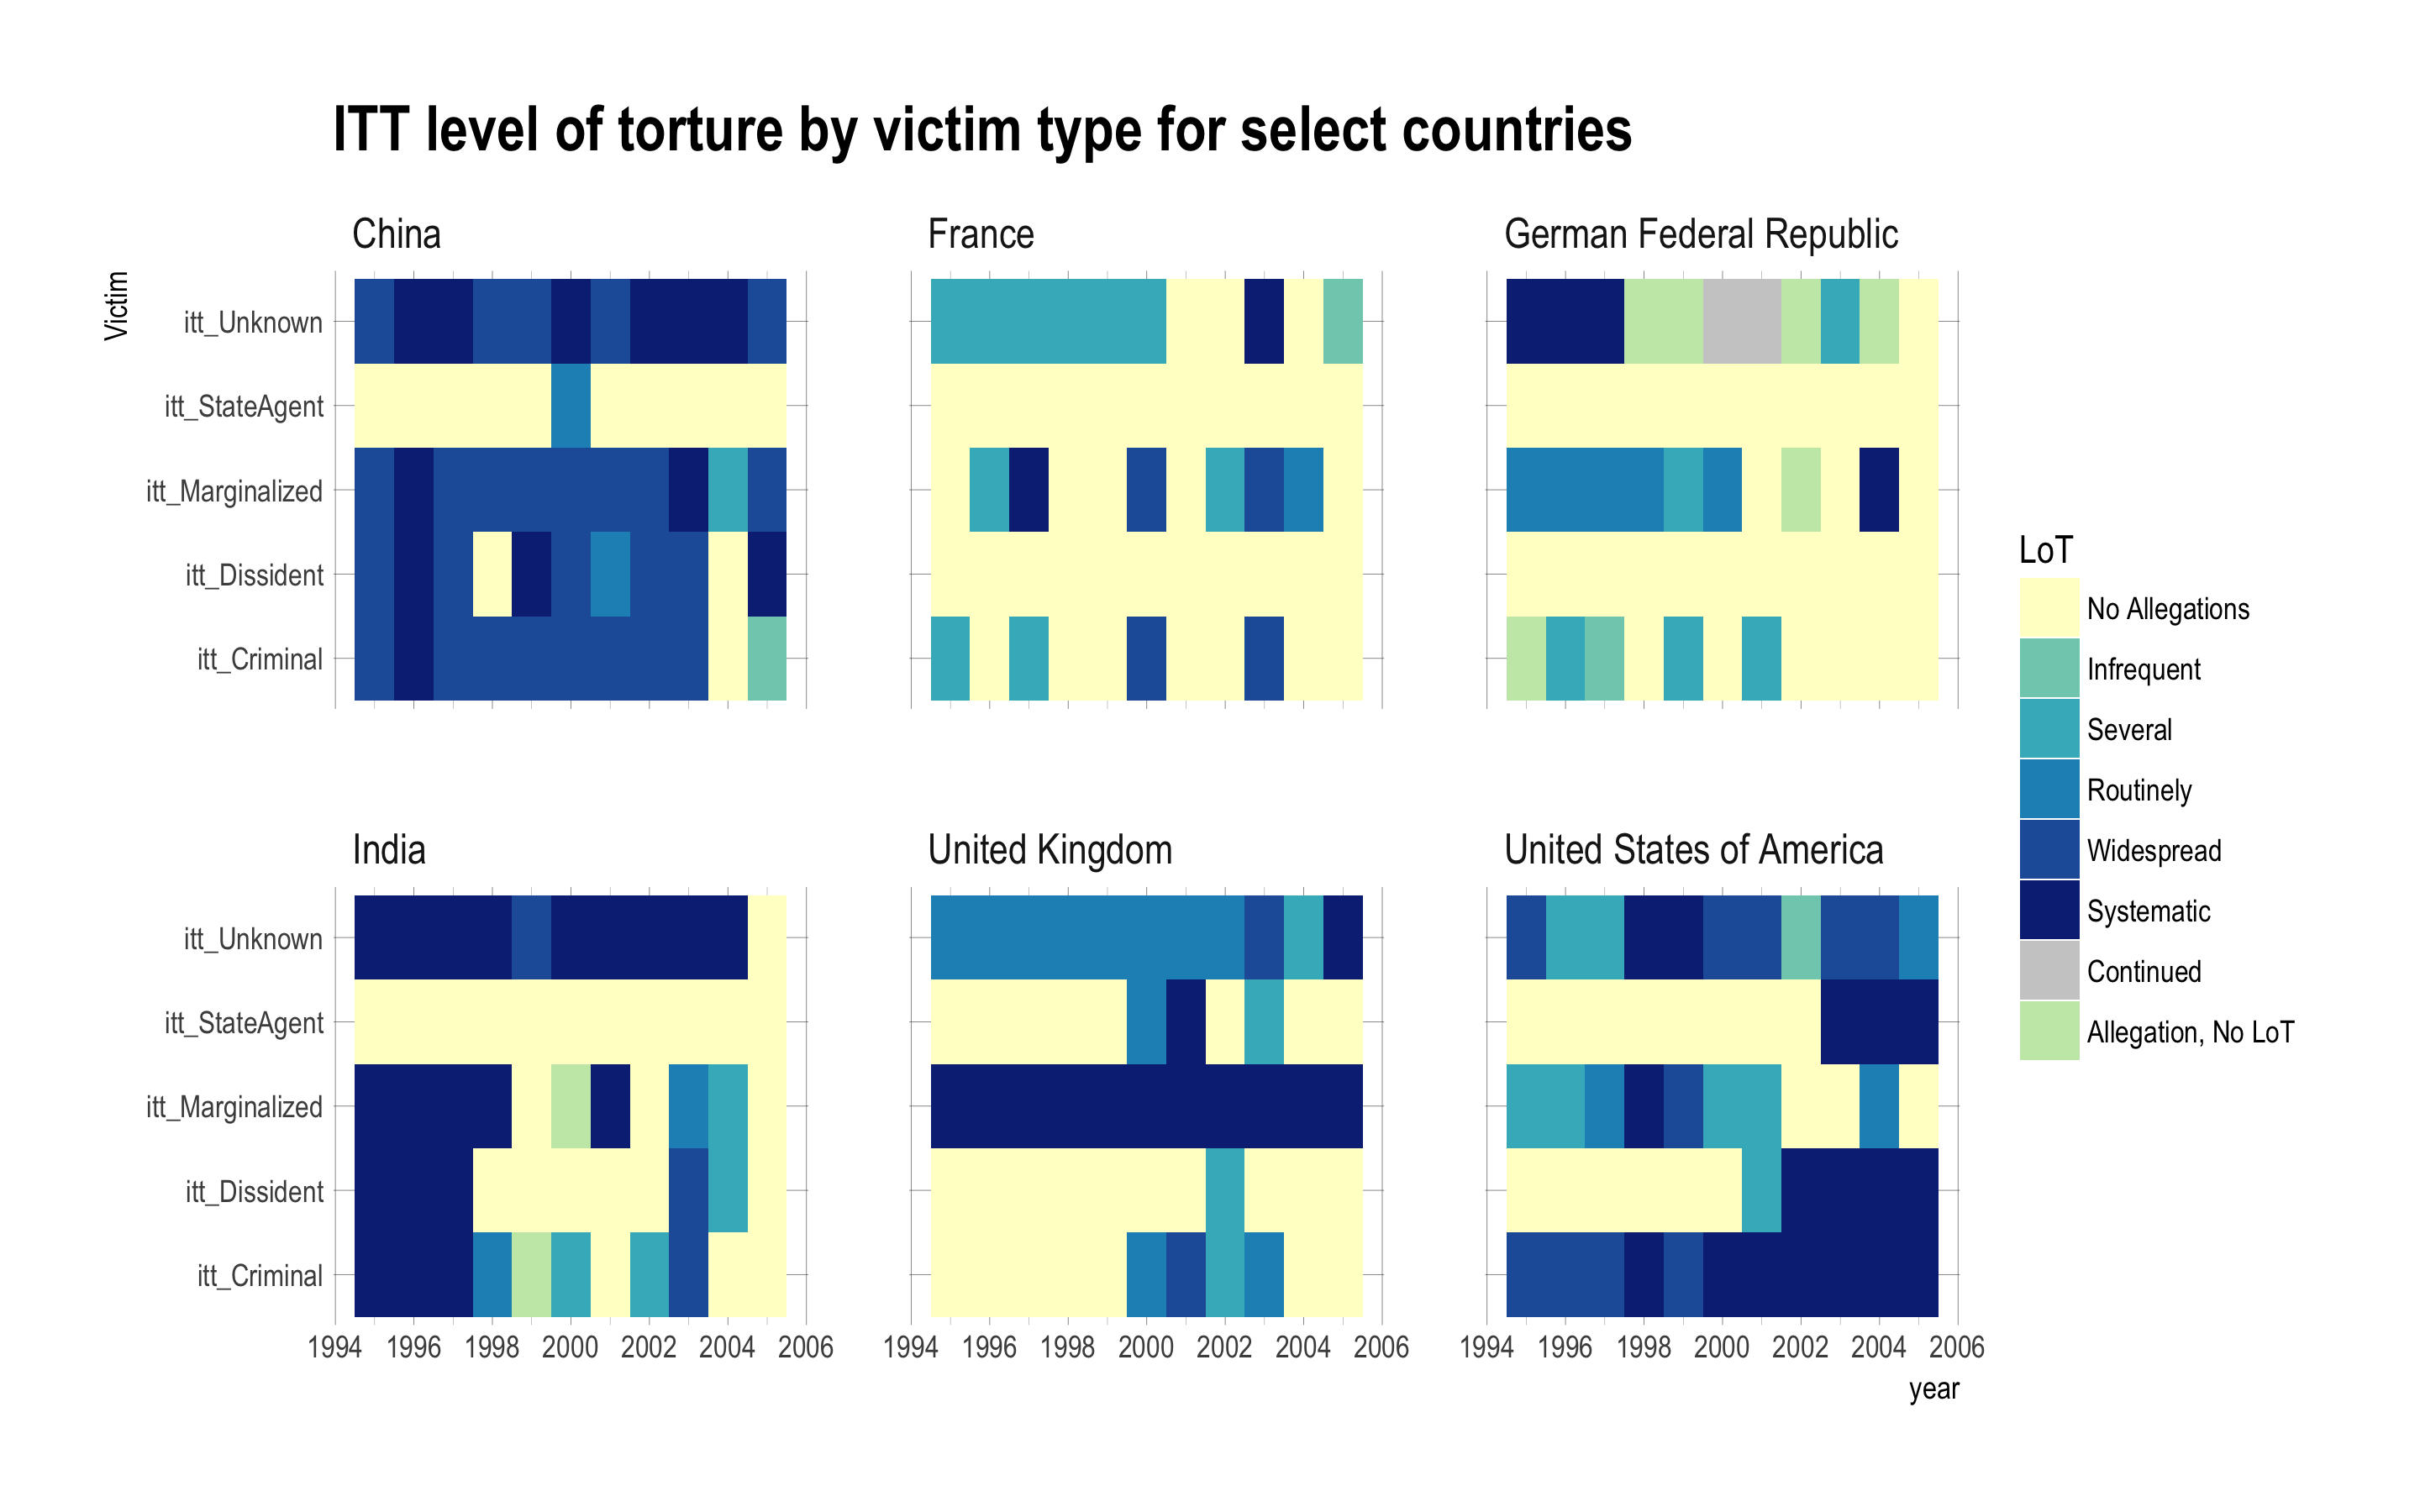 ITT level of torture by victim type for select countries
China
France
German Federal Republic
Victim
itt_Unknown
itt_StateAgent
itt_Marginalized
itt_Dissident
itt_Criminal
India
United Kingdom
United States of America
itt_Unknown
itt_StateAgent
itt_Marginalized
itt_Dissident
itt_Criminal
1994 1996 1998 2000 2002 2004 2006
1994 1996 1998 2000 2002 2004 2006
1994 1996 1998 2000 2002 2004 2006
year
LoT
No Allegations
Infrequent
Several
Routinely
Widespread
Systematic
Continued
Allegation, No LoT